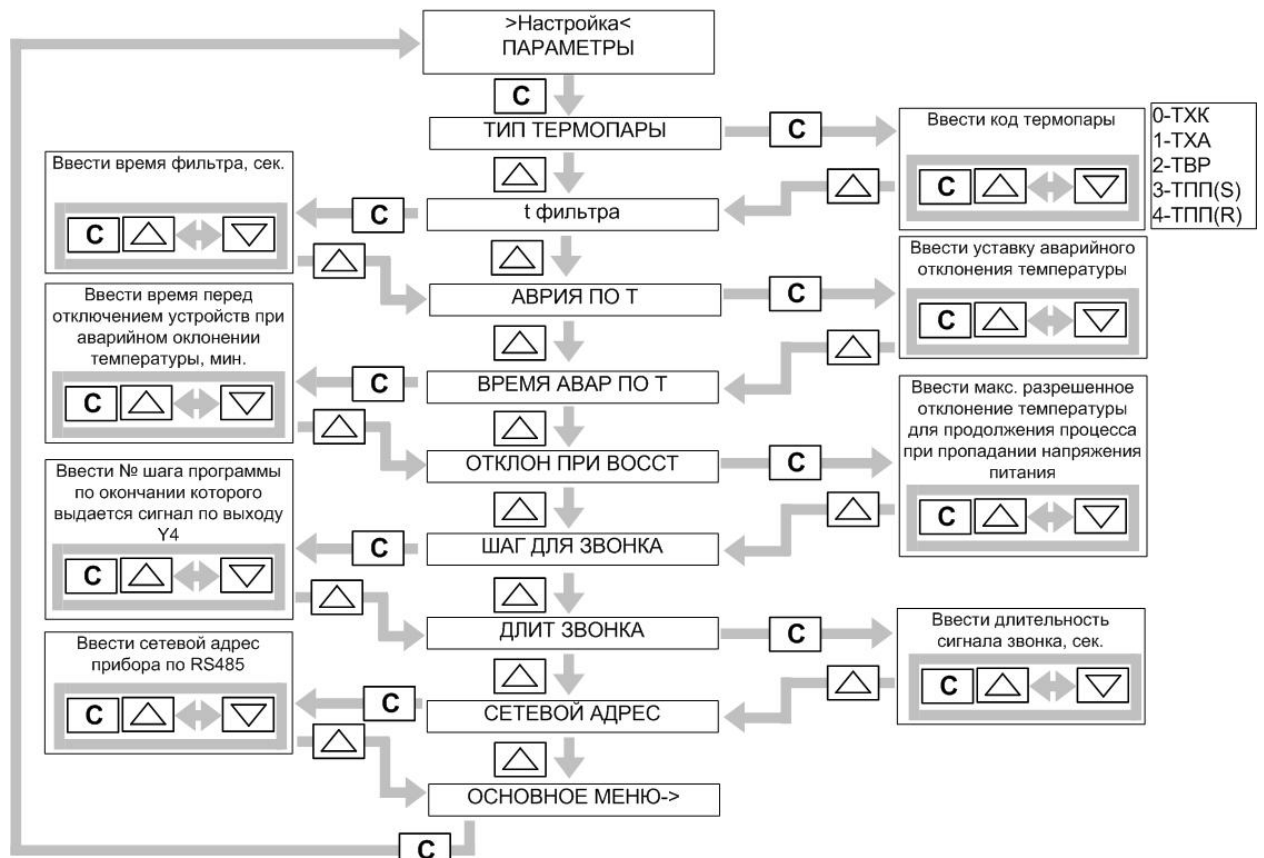 >Настройка<
ПАРАМЕТРЫ
C
ТИП ТЕРМОПАРЫ
C
Ввести код термопары
C
0-ТХК
1-ТХА
2-ТВР
3-ТПП(S)
4-ТПП(R)
Ввести время фильтра, сек.
C
C
t фильтра
Ввести уставку аварийного
отклонения температуры
C
АВРИЯ ПО Т
C
Ввести время перед
отключением устройств при
аварийном оклонении
температуры, мин.
C
C
ВРЕМЯ АВАР ПО Т
Ввести макс. разрешенное
отклонение температуры
для продолжения процесса
при пропадании напряжения
питания
C
ОТКЛОН ПРИ ВОССТ
C
Ввести № шага программы
по окончании которого
выдается сигнал по выходу
Y4
C
C
ШАГ ДЛЯ ЗВОНКА
ДЛИТ ЗВОНКА
C
Ввести длительность
сигнала звонка, сек.
C
Ввести сетевой адрес
прибора по RS485
C
C
СЕТЕВОЙ АДРЕС
ОСНОВНОЕ МЕНЮ->
C